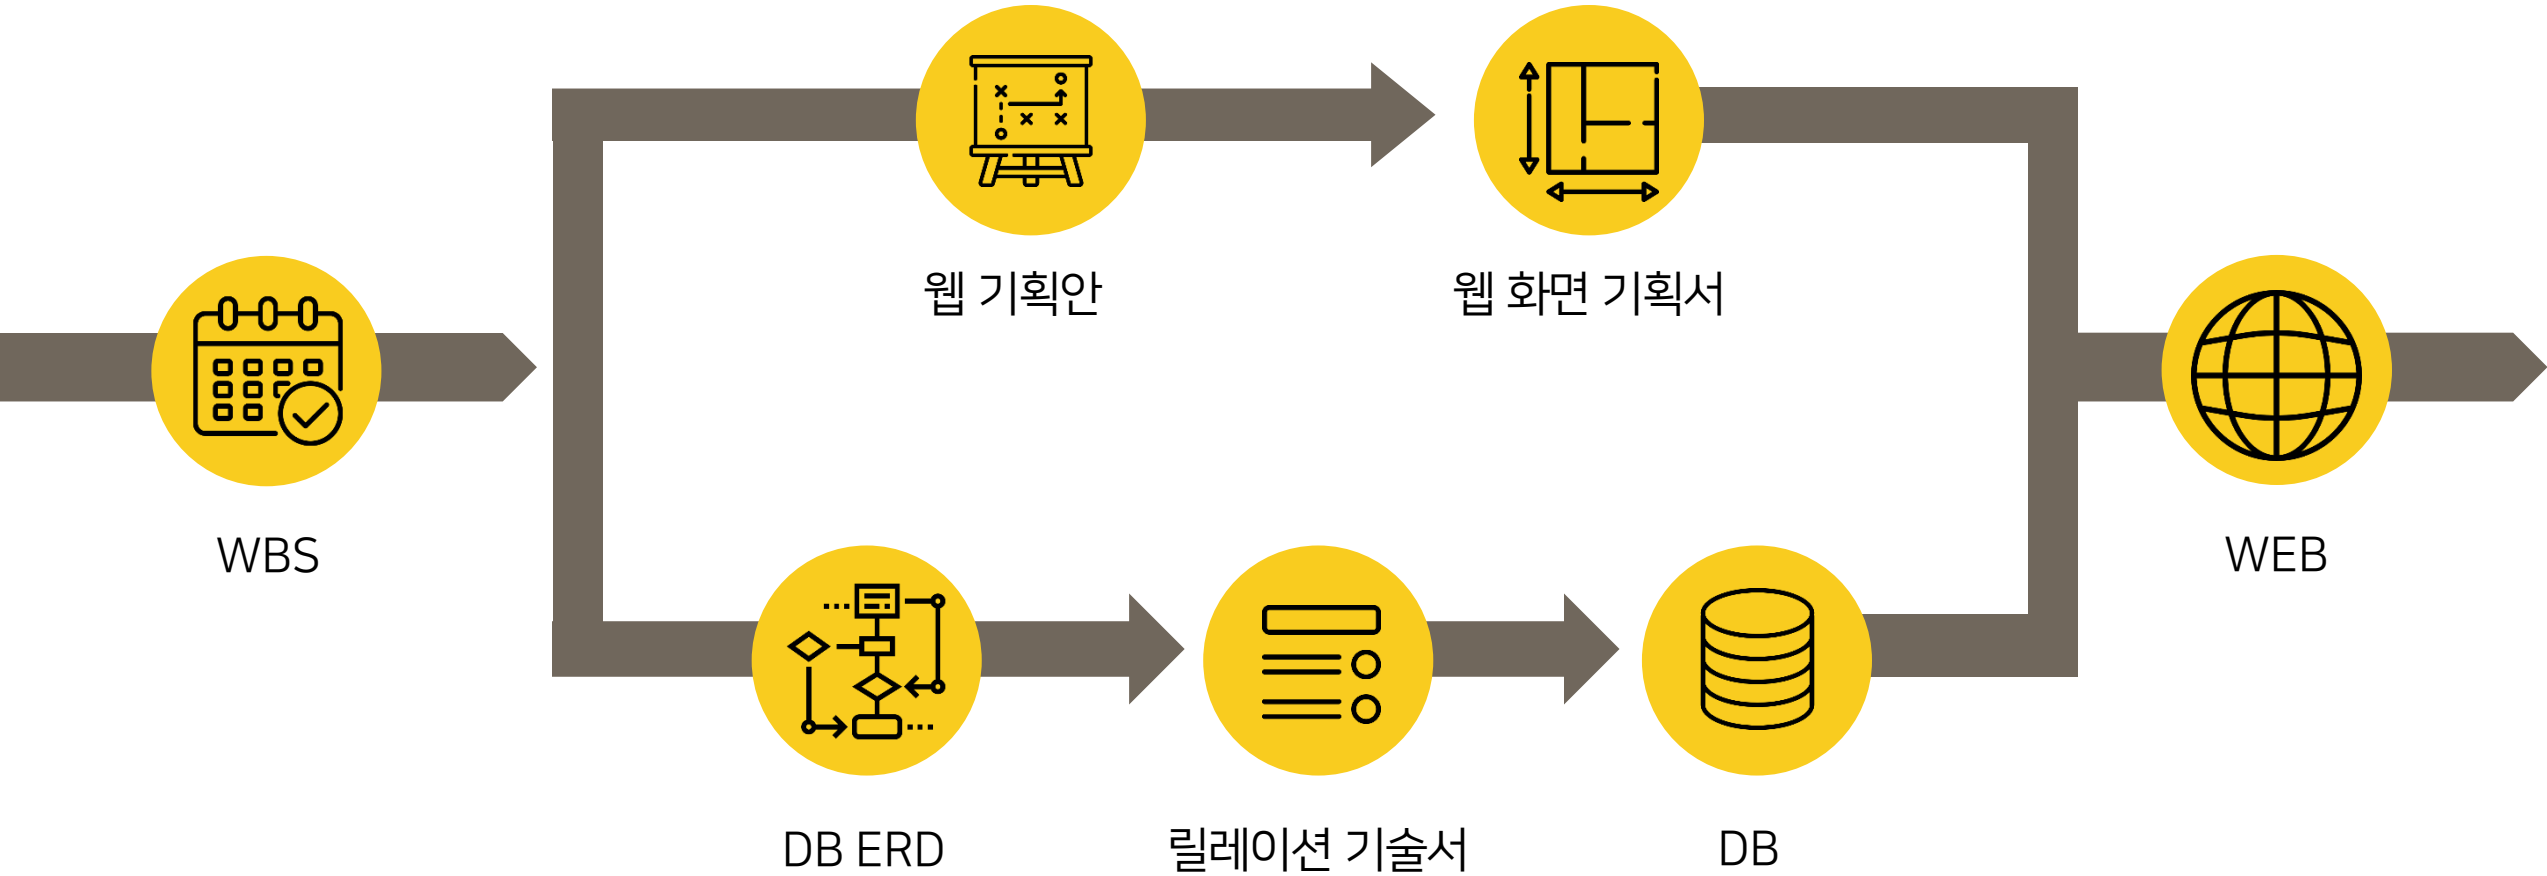 웹 기획안
웹 화면 기획서
WBS
WEB
DB ERD
릴레이션 기술서
DB